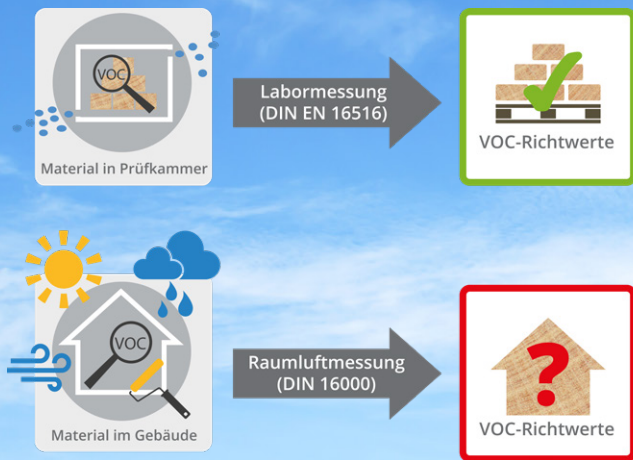 VOC
Material in Prüfkammer
Labormessung
(DIN EN 16516)
VOC-Richtwerte
VOC
Material im Gebäude
Raumluftmessung
(DIN 16000)
?
VOC-Richtwerte